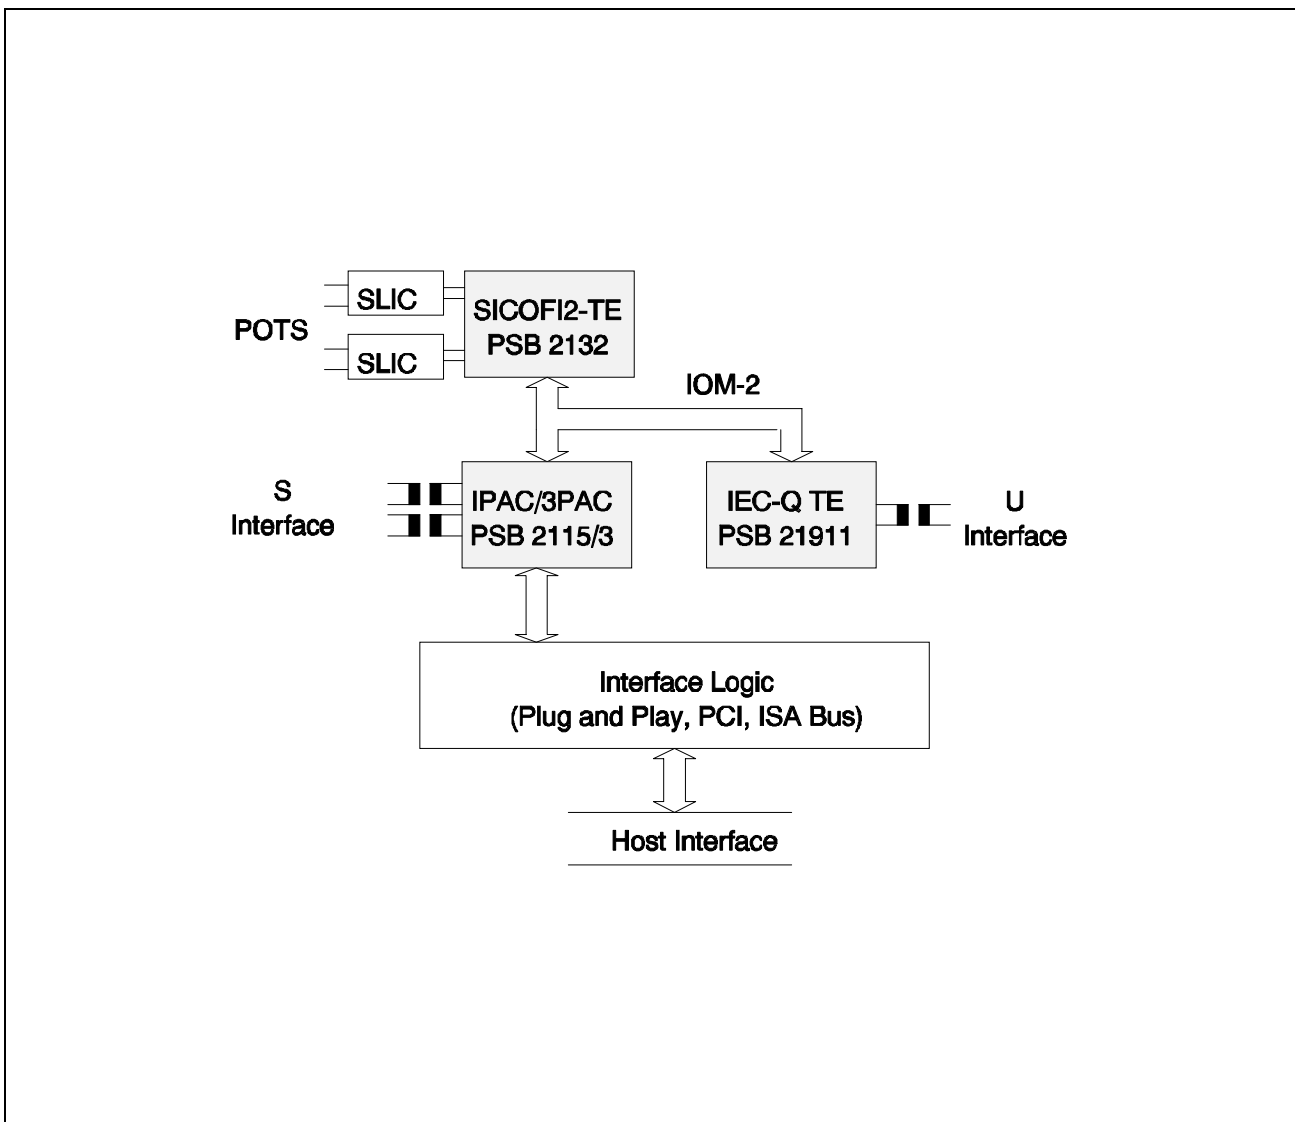 SLIC
SICOFI2-TE
PSB 2132
POTS
SLIC
IOM-2
S
Interface
IPAC/3PAC
PSB 2115/3
IEC-Q TE
PSB 21911
U
Interface
Interface Logic
(Plug and Play, PCI, ISA Bus)
Host Interface